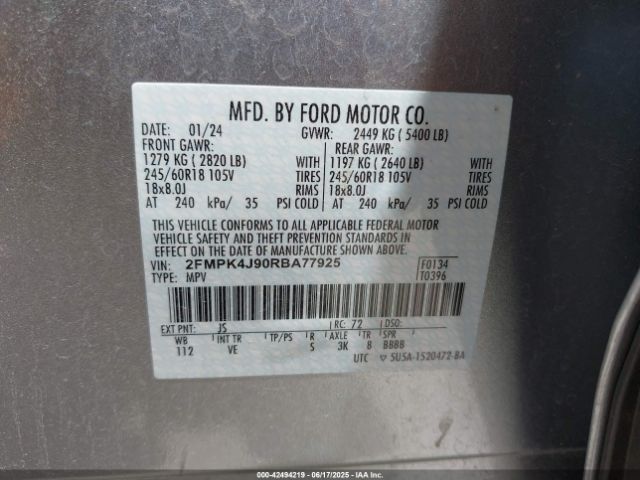 MFD. BY FORD MOTOR CO.
DATE: 01/24 GVWR: 2449 KG ( 5400 LB)
FRONT GAWR: REAR GAWR:
1279 KG ( 2820 LB) WITH 1197 KG ( 2640 LB) WITH
245/60R18 105V TIRES 245/60R18 105V TIRES
18x8.0J RIMS 18x8.0J RIMS
AT 240 kPa/ 35 PSI COLD AT 240 kPa/ 35 PSI COLD
THIS VEHICLE CONFORMS TO ALL APPLICABLE FEDERAL MOTOR
VEHICLE SAFETY AND THEFT PREVENTION STANDARDS IN
EFFECT ON THE DATE OF MANUFACTURE SHOWN ABOVE.
VIN: 2FMPK4J90RBA77925 F0134
TYPE: MPV T0396
EXT PNT: JS RC: 72 DSO:
WB INT TR TP/PS R AXLE TR SPR
112 VE S 3K 8 BBBB
UTC 5U5A-1520472-BA
000-42494219 - 06/17/2025 - IAAI, Inc.